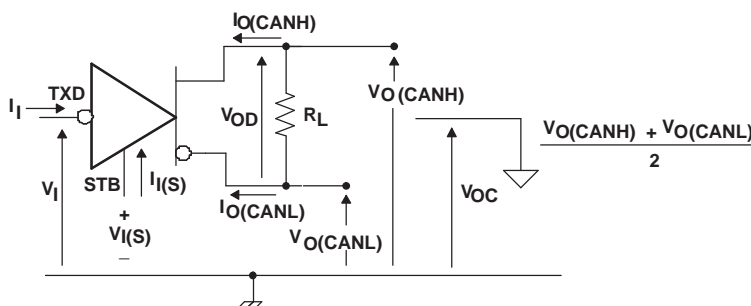 IO(CANH)
TXD
II
VOD
RL
VO(CANH)
VO(CANH) + VO(CANL)
2
VI
STB
II(S)
IO(CANL)
VOC
+
VI(S)
–
VO(CANL)